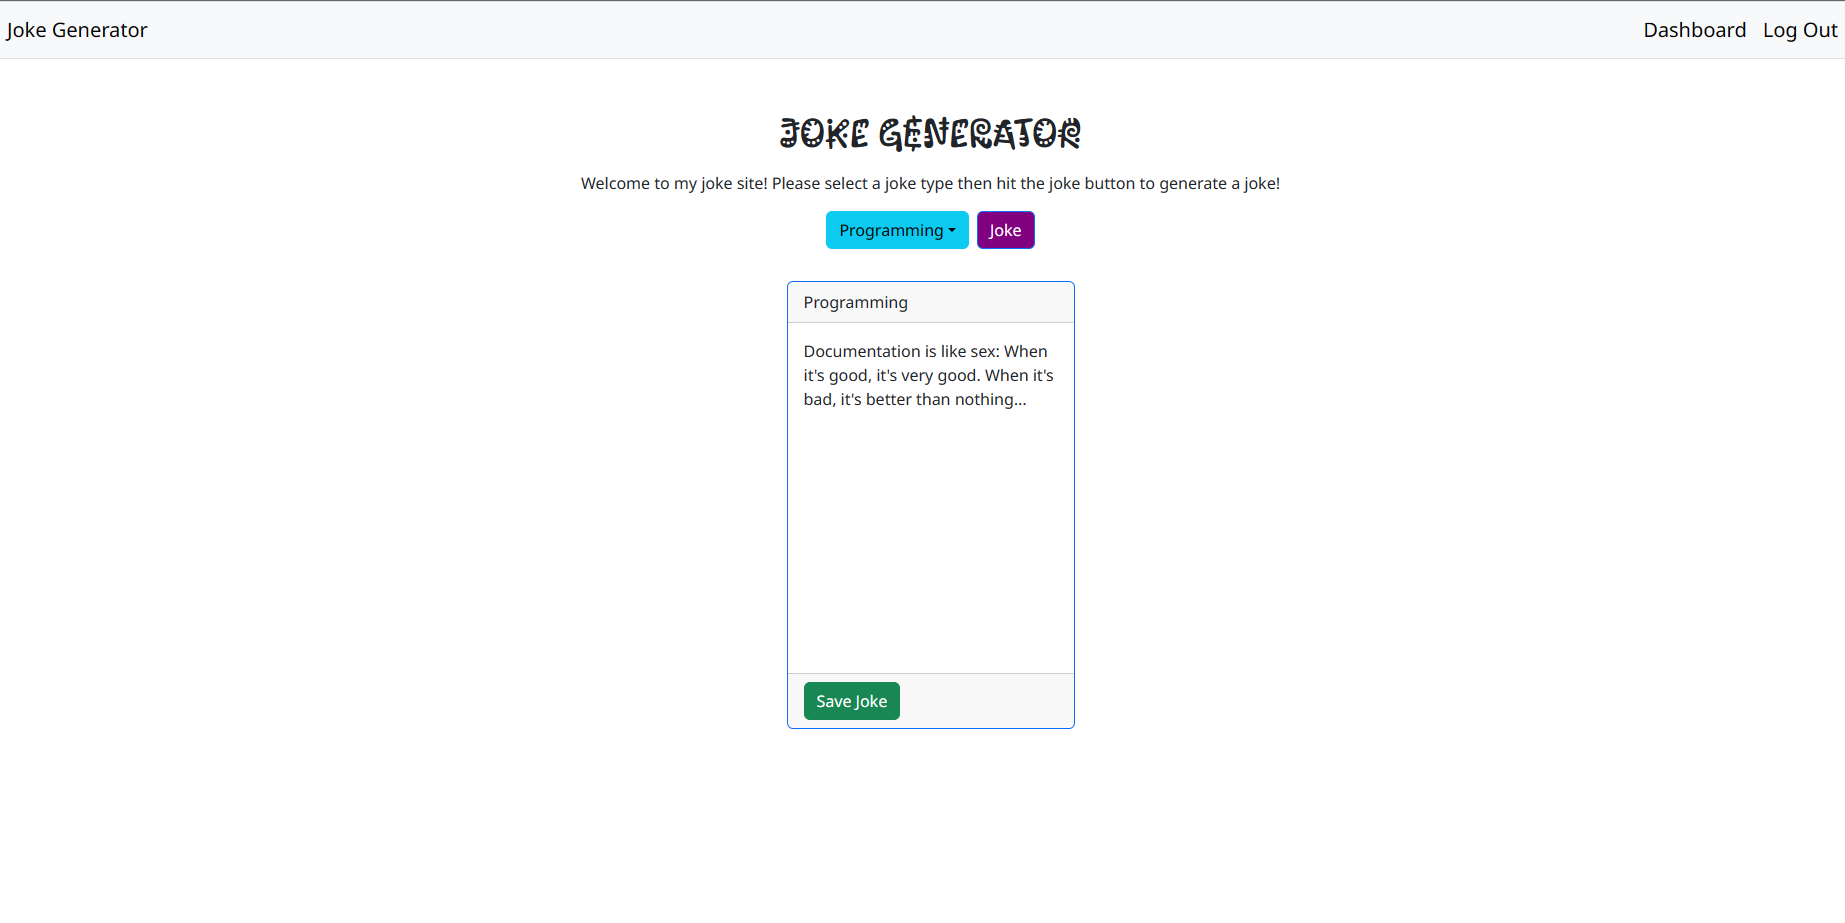 Joke Generator
Dashboard
Log Out
JOKE GENERATOR
Welcome to my joke site! Please select a joke type then hit the joke button to generate a joke!
Programming
Joke
Programming
Documentation is like sex: When
it's good, it's very good. When it's
bad, it's better than nothing...
Save Joke